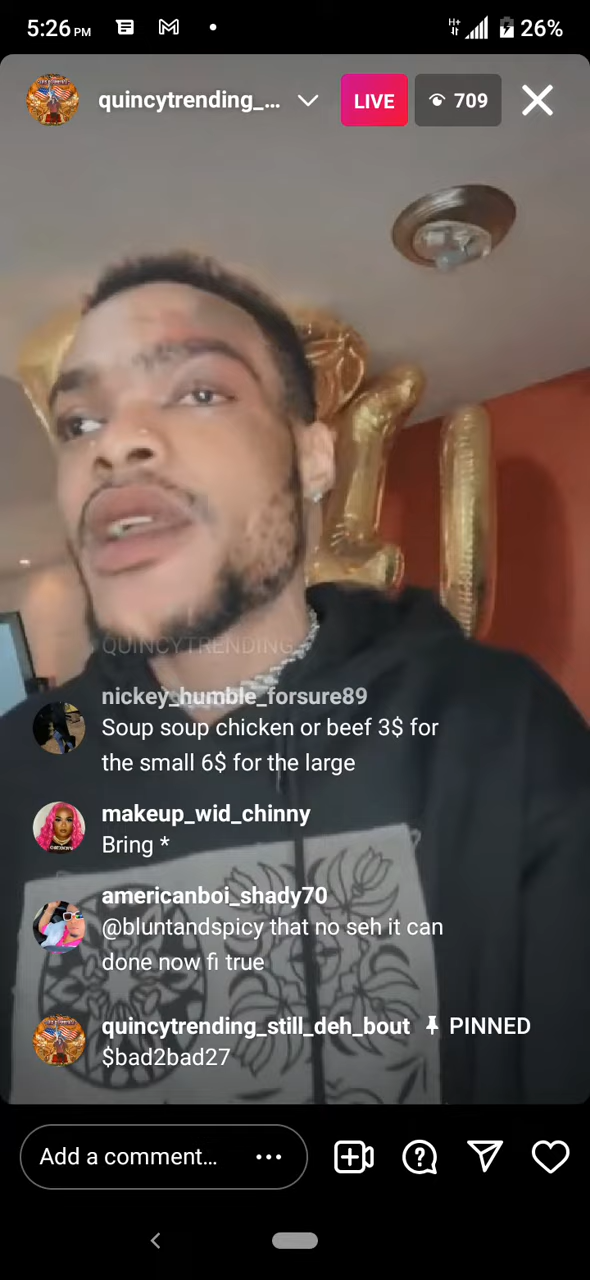 5:26 PM
H+
26%
quincytrending_...
LIVE
709
QUINCYTRENDING
nickey_humble_forsure89
Soup soup chicken or beef 3$ for
the small 6$ for the large
makeup_wid_chinny
Bring *
americanboi_shady70
@bluntandspicy that no seh it can
done now fi true
quincytrending_still_deh_bout PINNED
$bad2bad27
Add a comment...